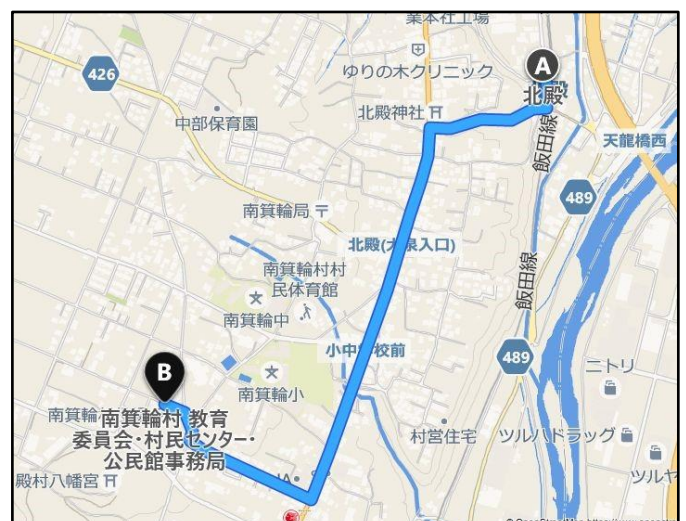 業本社工場
426
ゆりの木クリニック
A
北殿
中部保育園
北殿神社
飯田線
天龍橋西
489
南箕輪局
北殿(大泉入口)
南箕輪村村
民体育館
飯田線
南箕輪中
小中学校前
489
ニトリ
B
南箕輪小
南箕輪村 教育
委員会・村民センター・
公民館事務局
南箕輪
村営住宅
ツルハドラッグ
殿村八幡宮
JA
ツルヤ
© OpenStreetMap